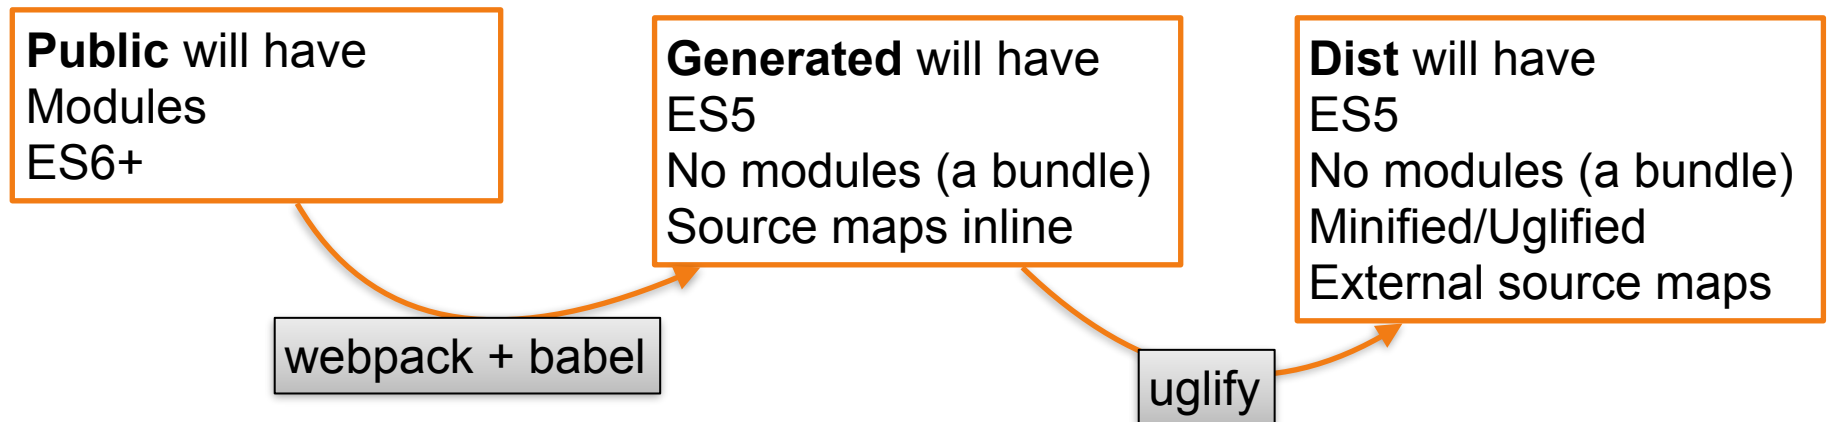 Public will have
Modules
ES6+
webpack + babel
Generated will have
ES5
No modules (a bundle)
Source maps inline
uglify
Dist will have
ES5
No modules (a bundle)
Minified/Uglified
External source maps